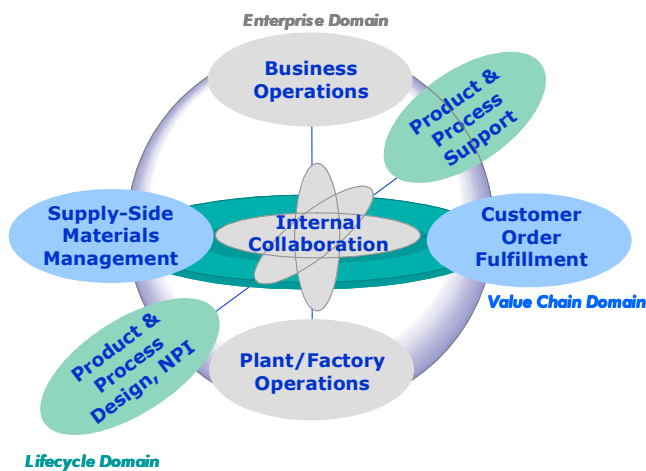 Enterprise Domain
Business
Operations
Product &
Process
Support
Supply-Side
Materials
Management
Internal
Collaboration
Customer
Order
Fulfillment
Value Chain Domain
Product &
Process
Design, NPI
Plant/Factory
Operations
Lifecycle Domain